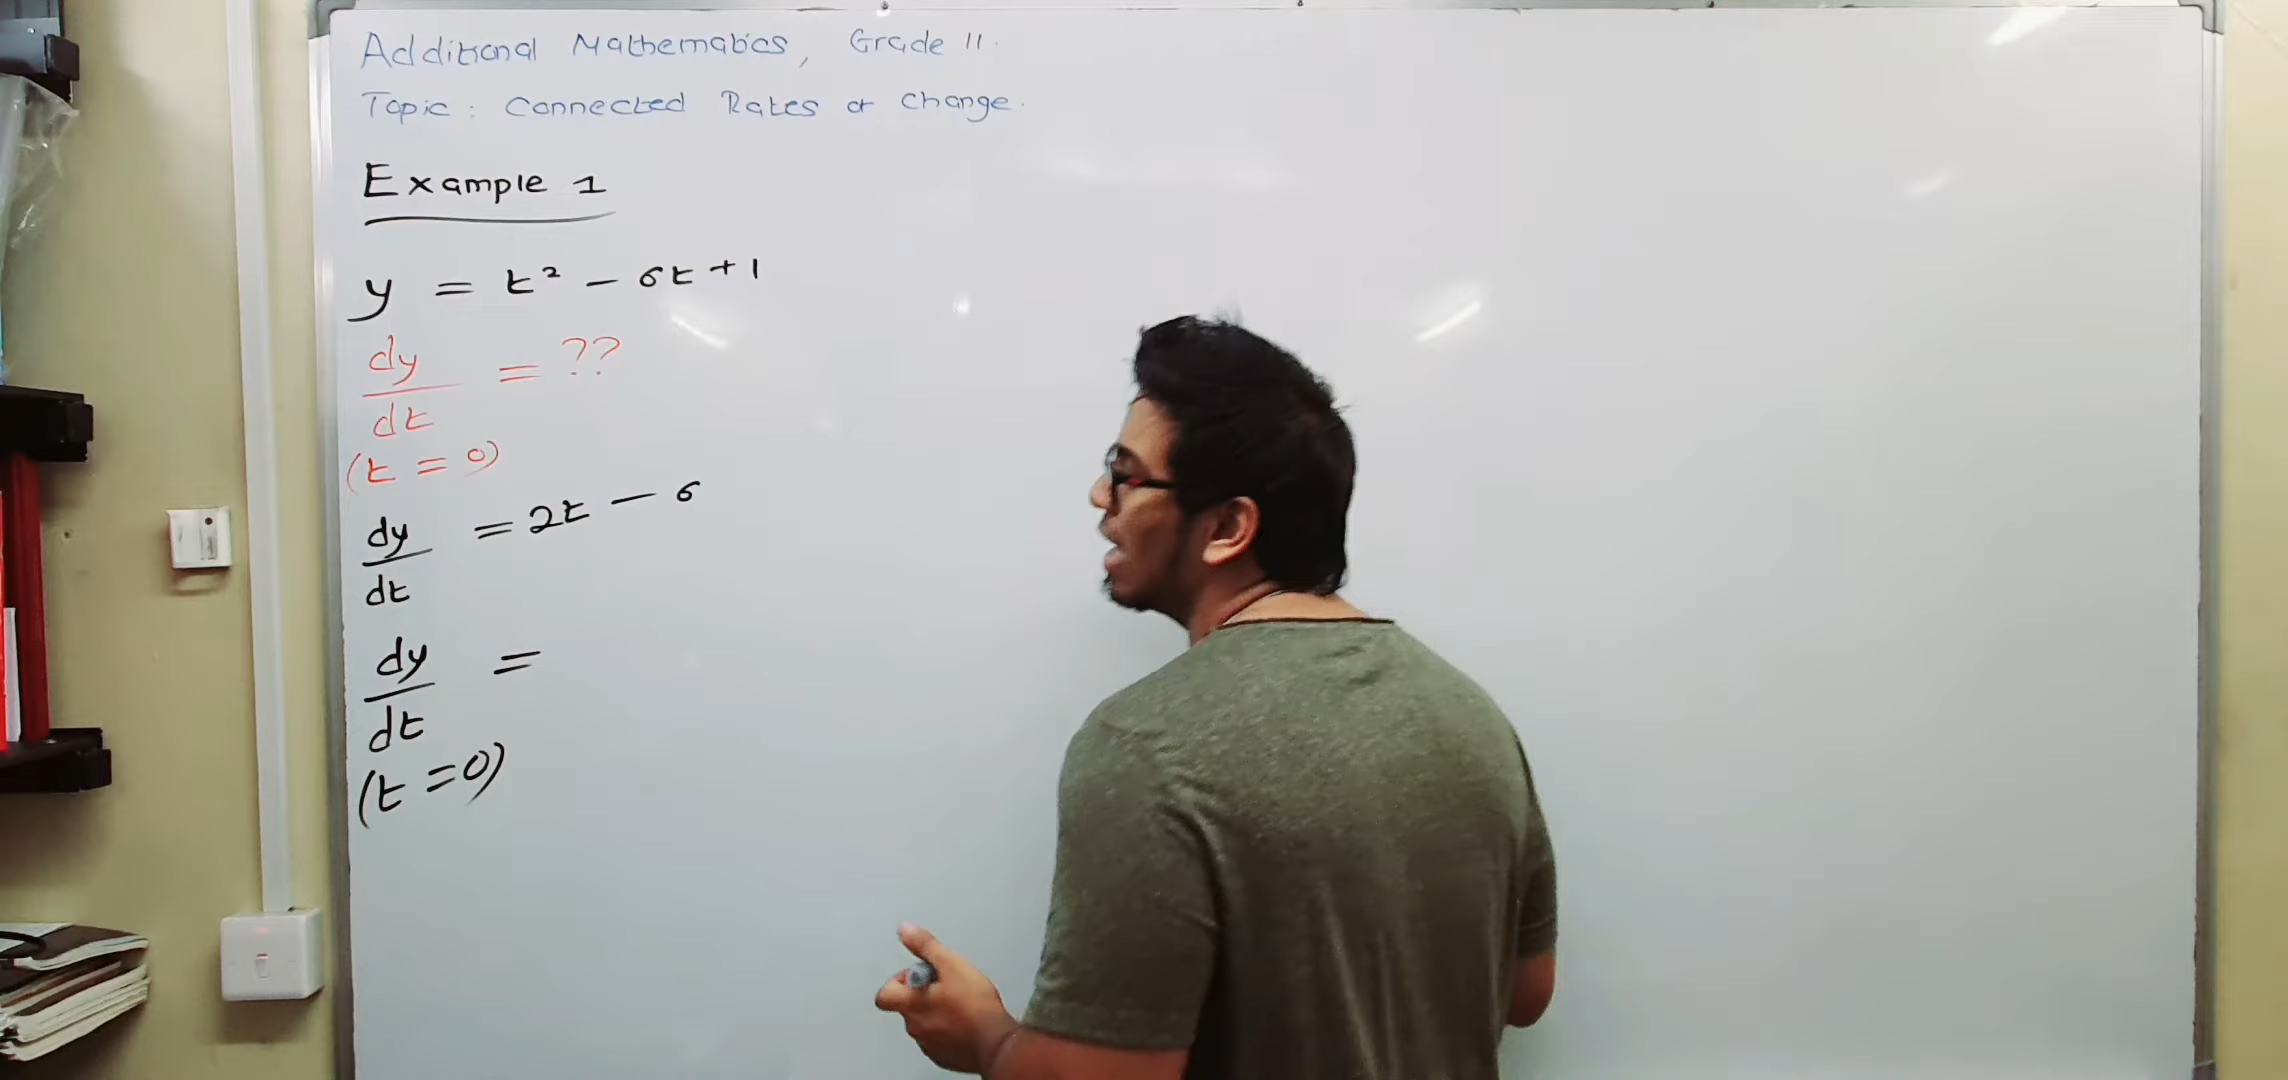 Additional Mathematics, Grade 11.
Topic : Connected Rates of Change.
Example 1
y = t² - 6t + 1
dy/dt = ??
(t = 0)
dy/dt = 2t - 6
dy/dt =
(t = 0)